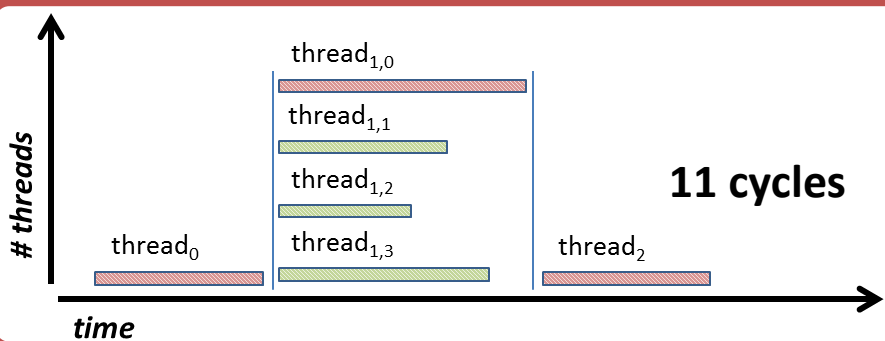 thread1,0
thread1,1
thread1,2
11 cycles
# threads
thread0
thread1,3
thread2
time